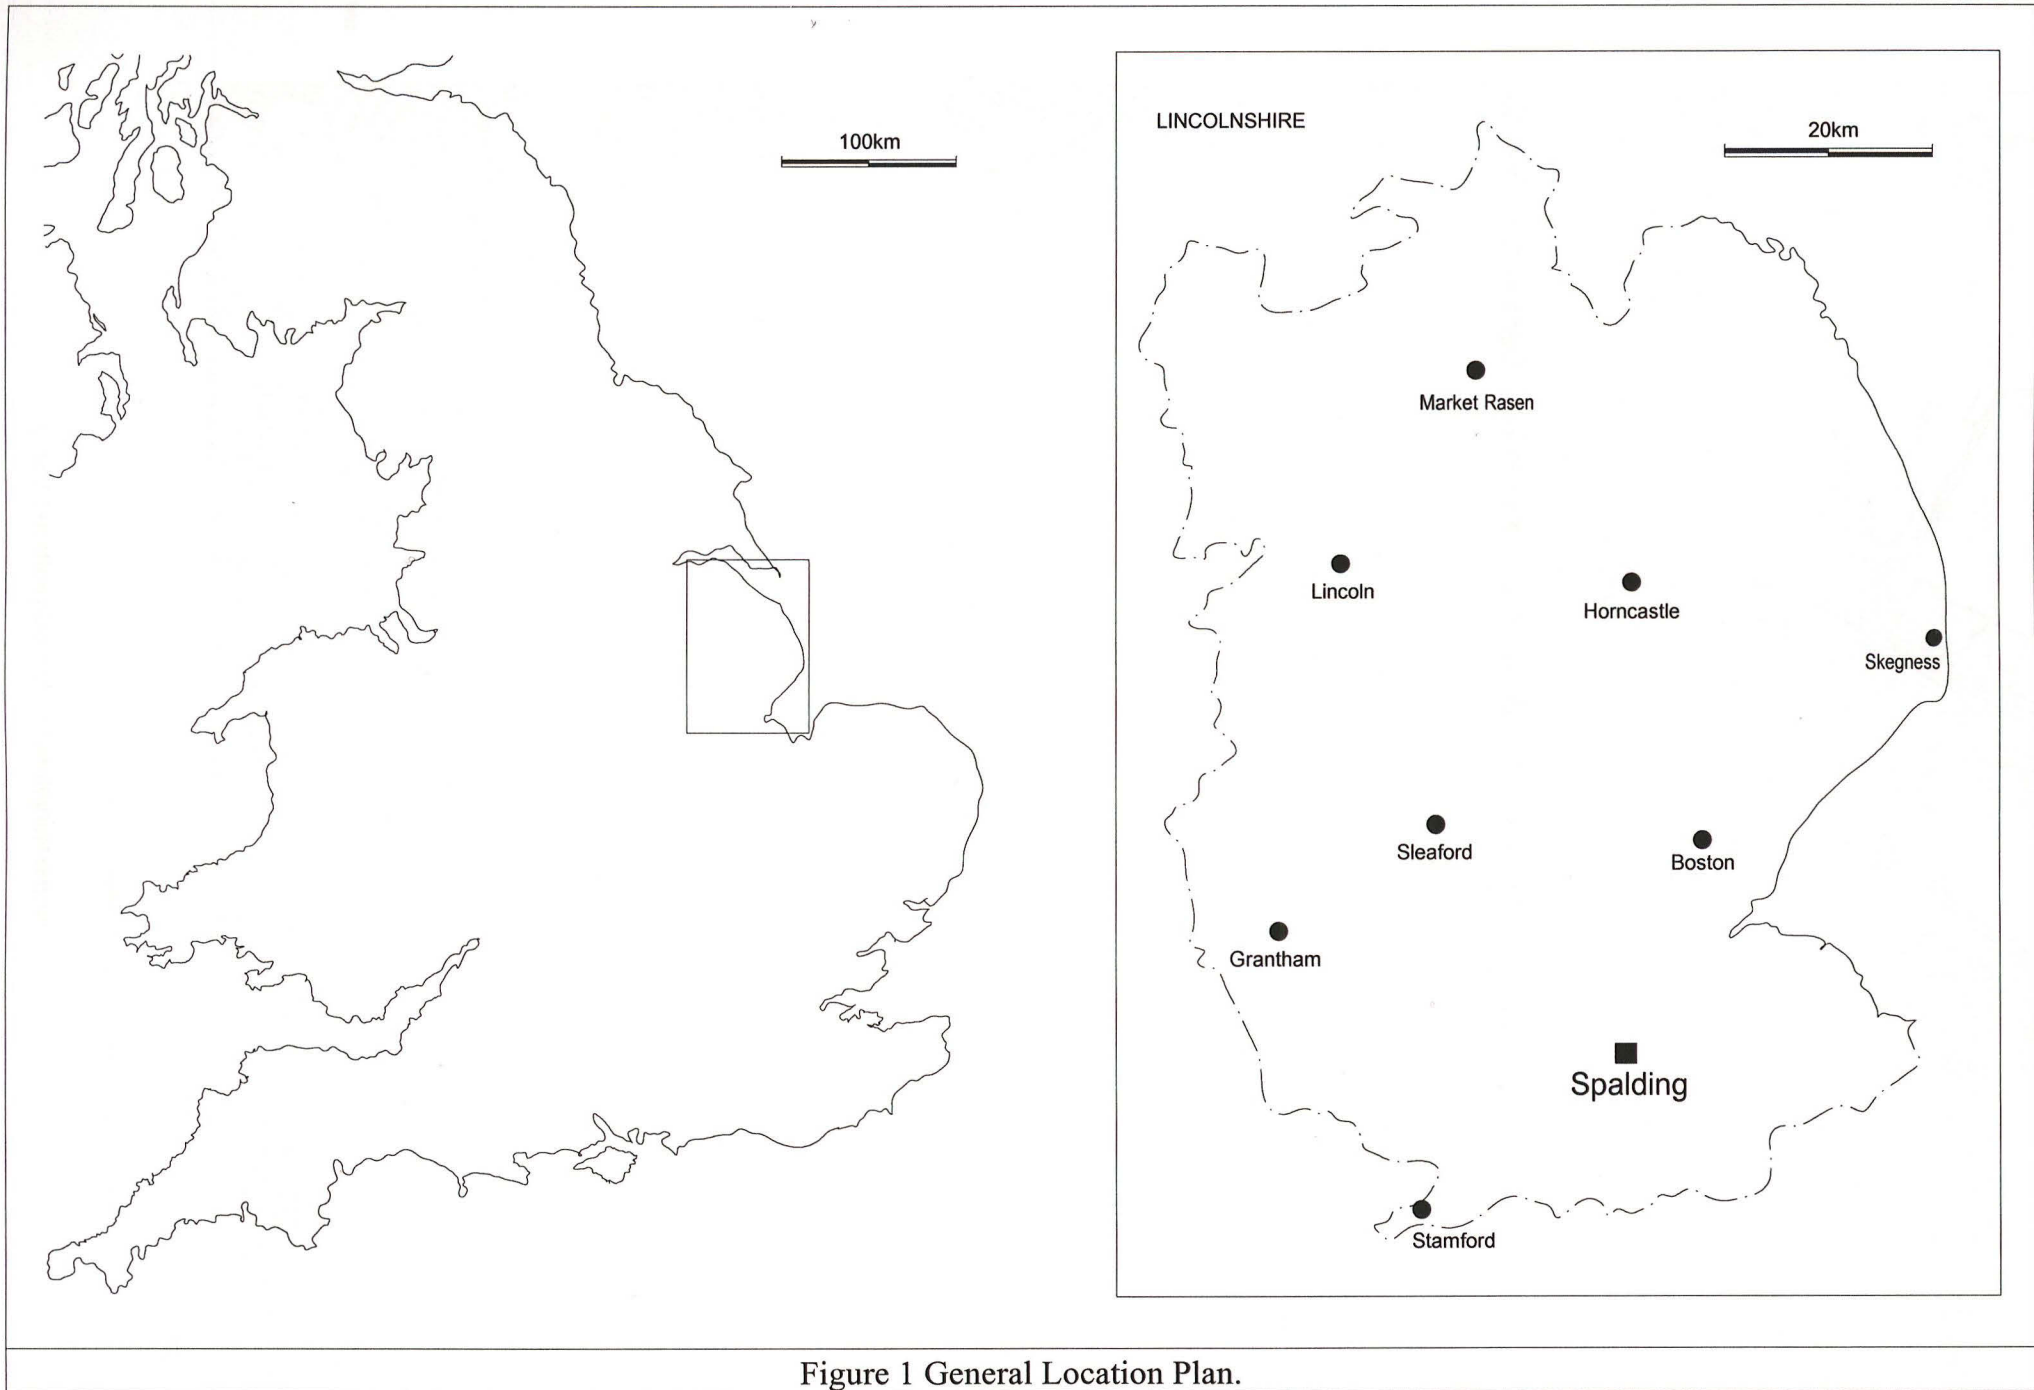 100km
LINCOLNSHIRE
20km
Market Rasen
Lincoln
Horncastle
Skegness
Sleaford
Boston
Grantham
Spalding
Stamford
Figure 1 General Location Plan.